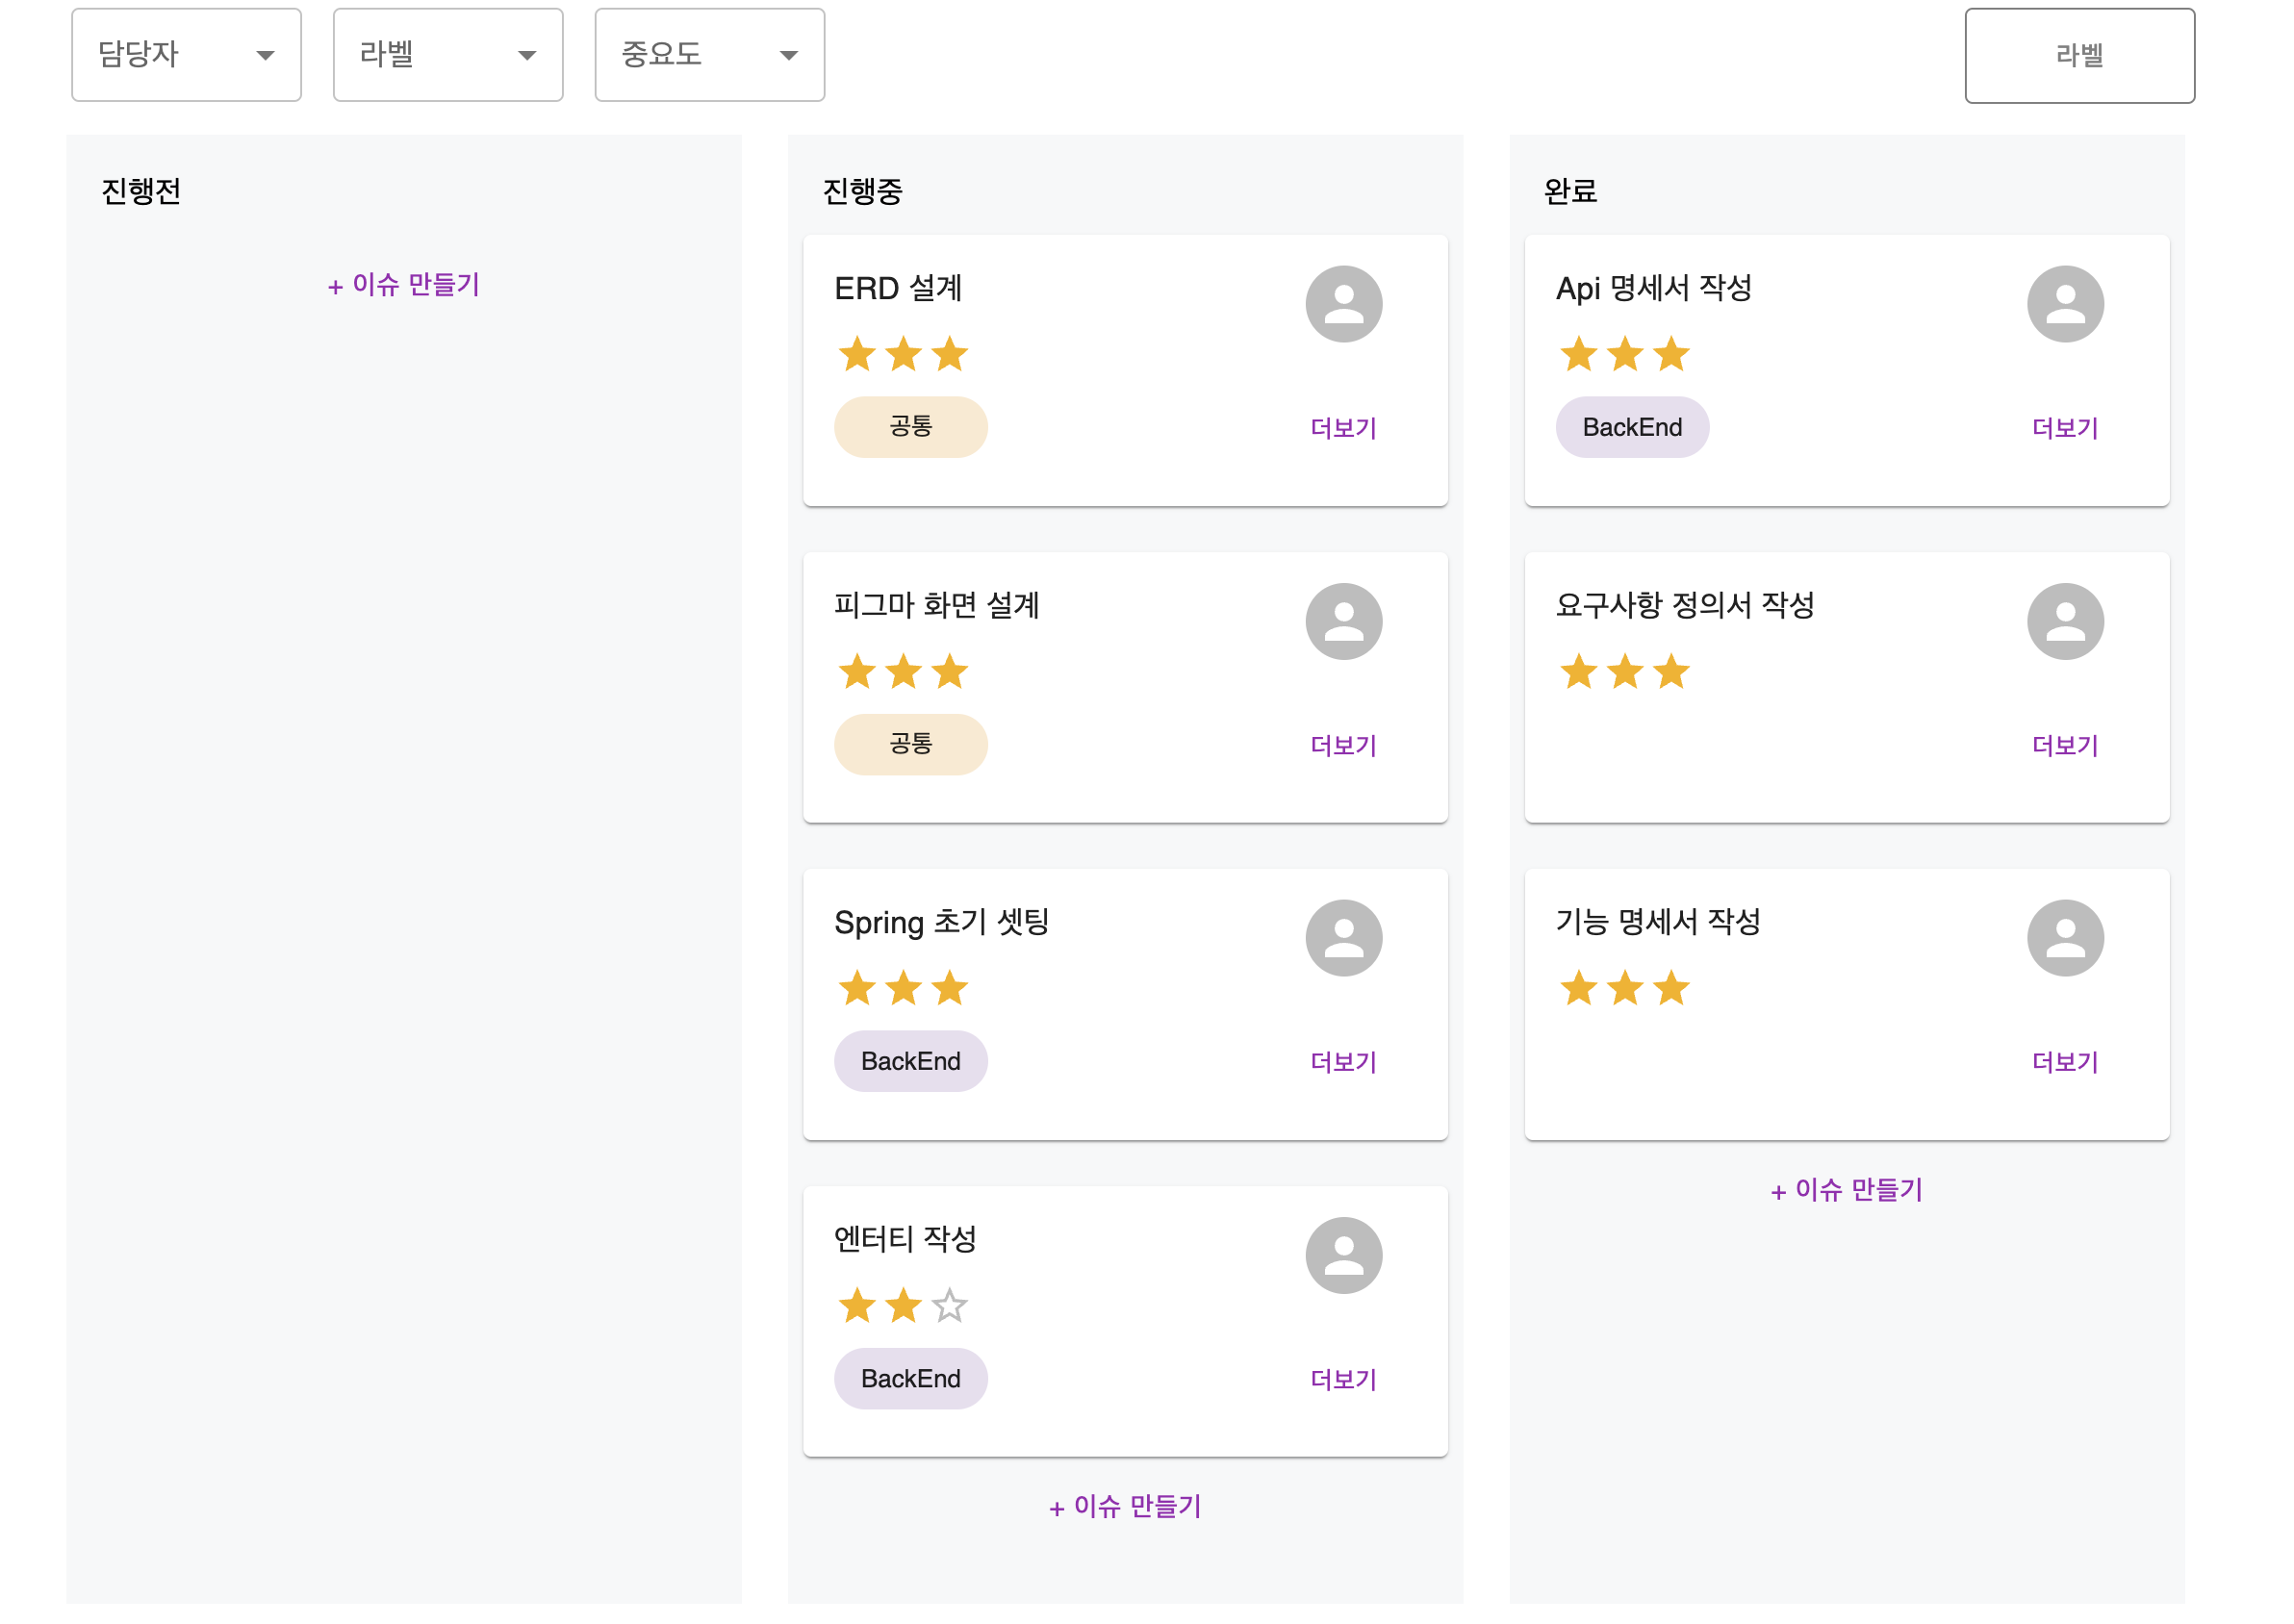 담당자
라벨
중요도
라벨
진행전
+ 이슈 만들기
진행중
ERD 설계
공통
더보기
피그마 화면 설계
공통
더보기
Spring 초기 셋팅
BackEnd
더보기
엔터티 작성
BackEnd
더보기
+ 이슈 만들기
완료
Api 명세서 작성
BackEnd
더보기
요구사항 정의서 작성
더보기
기능 명세서 작성
더보기
+ 이슈 만들기